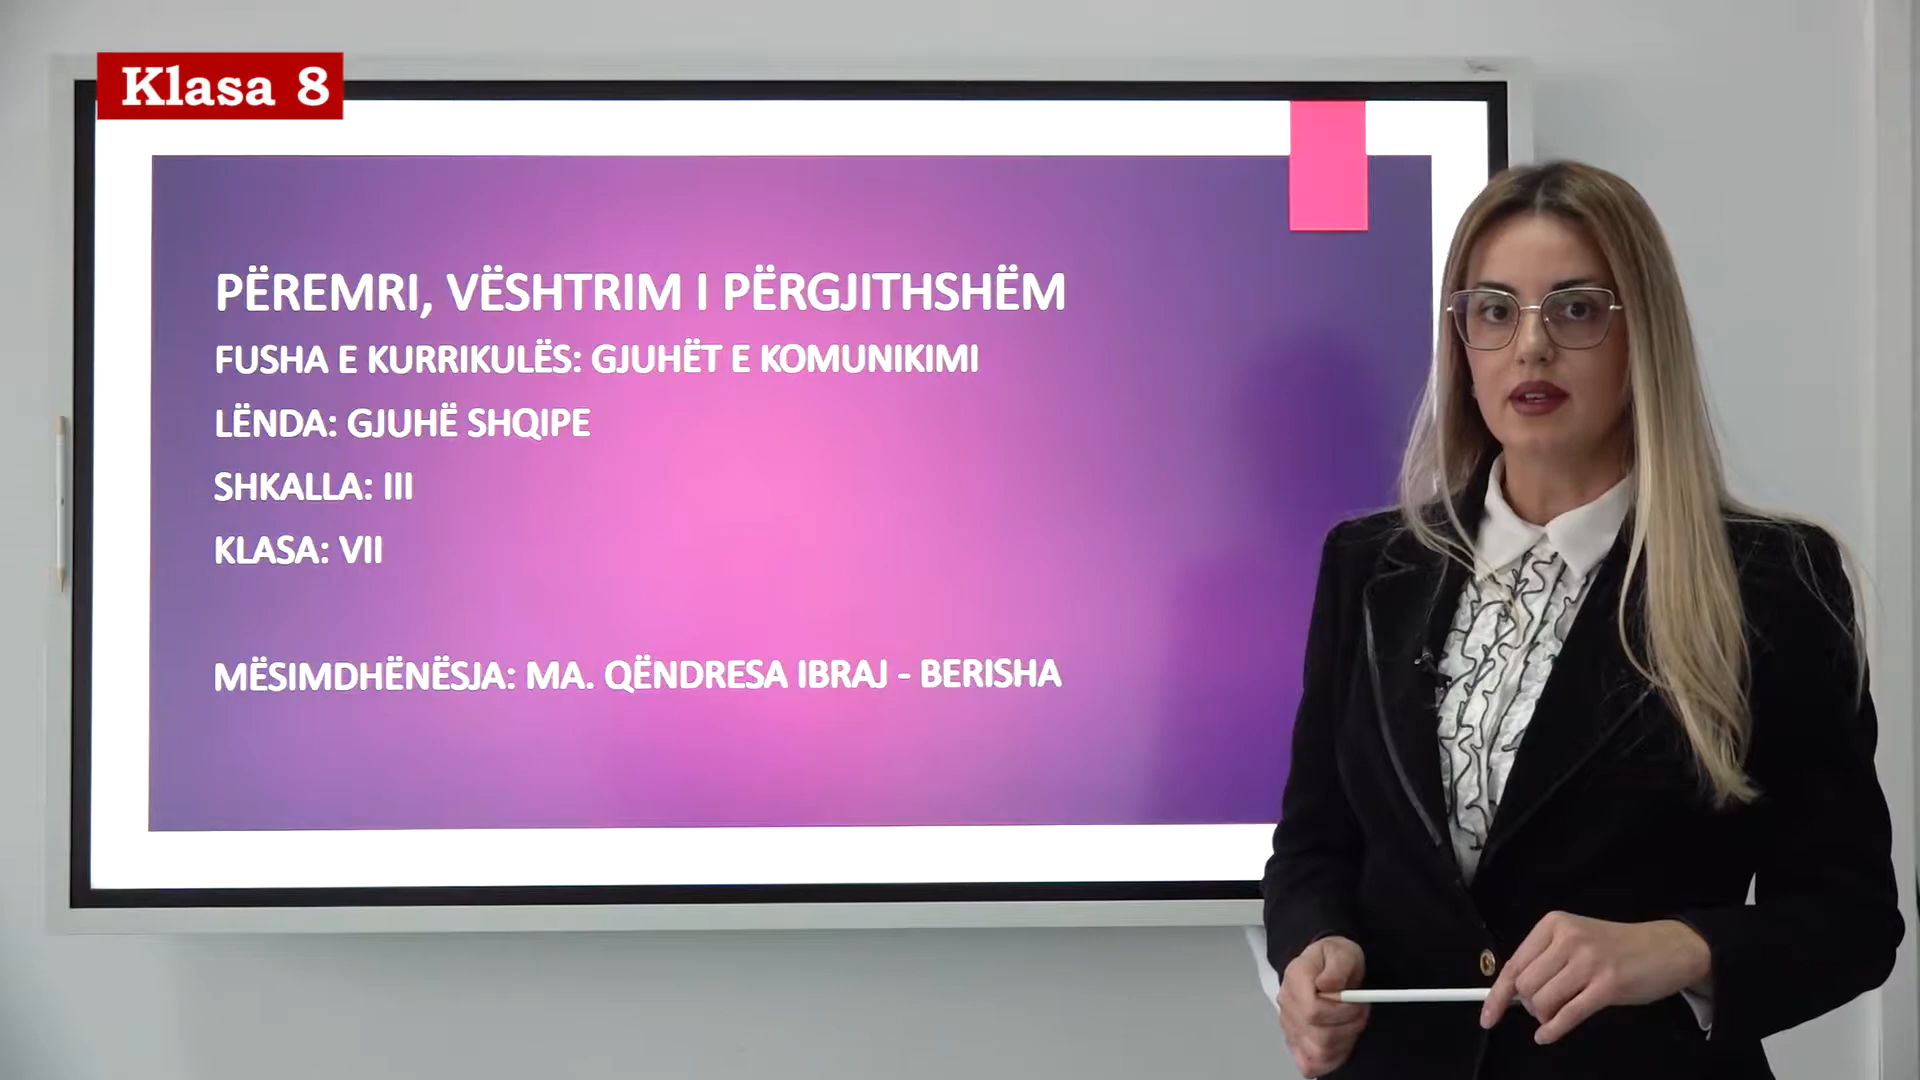 Klasa 8
PËREMRI, VËSHTRIM I PËRGJITHSHËM
FUSHA E KURRIKULËS: GJUHËT E KOMUNIKIMI
LËNDA: GJUHË SHQIPE
SHKALLA: III
KLASA: VII
MËSIMDHËNËSJA: MA. QËNDRESA IBRAJ - BERISHA